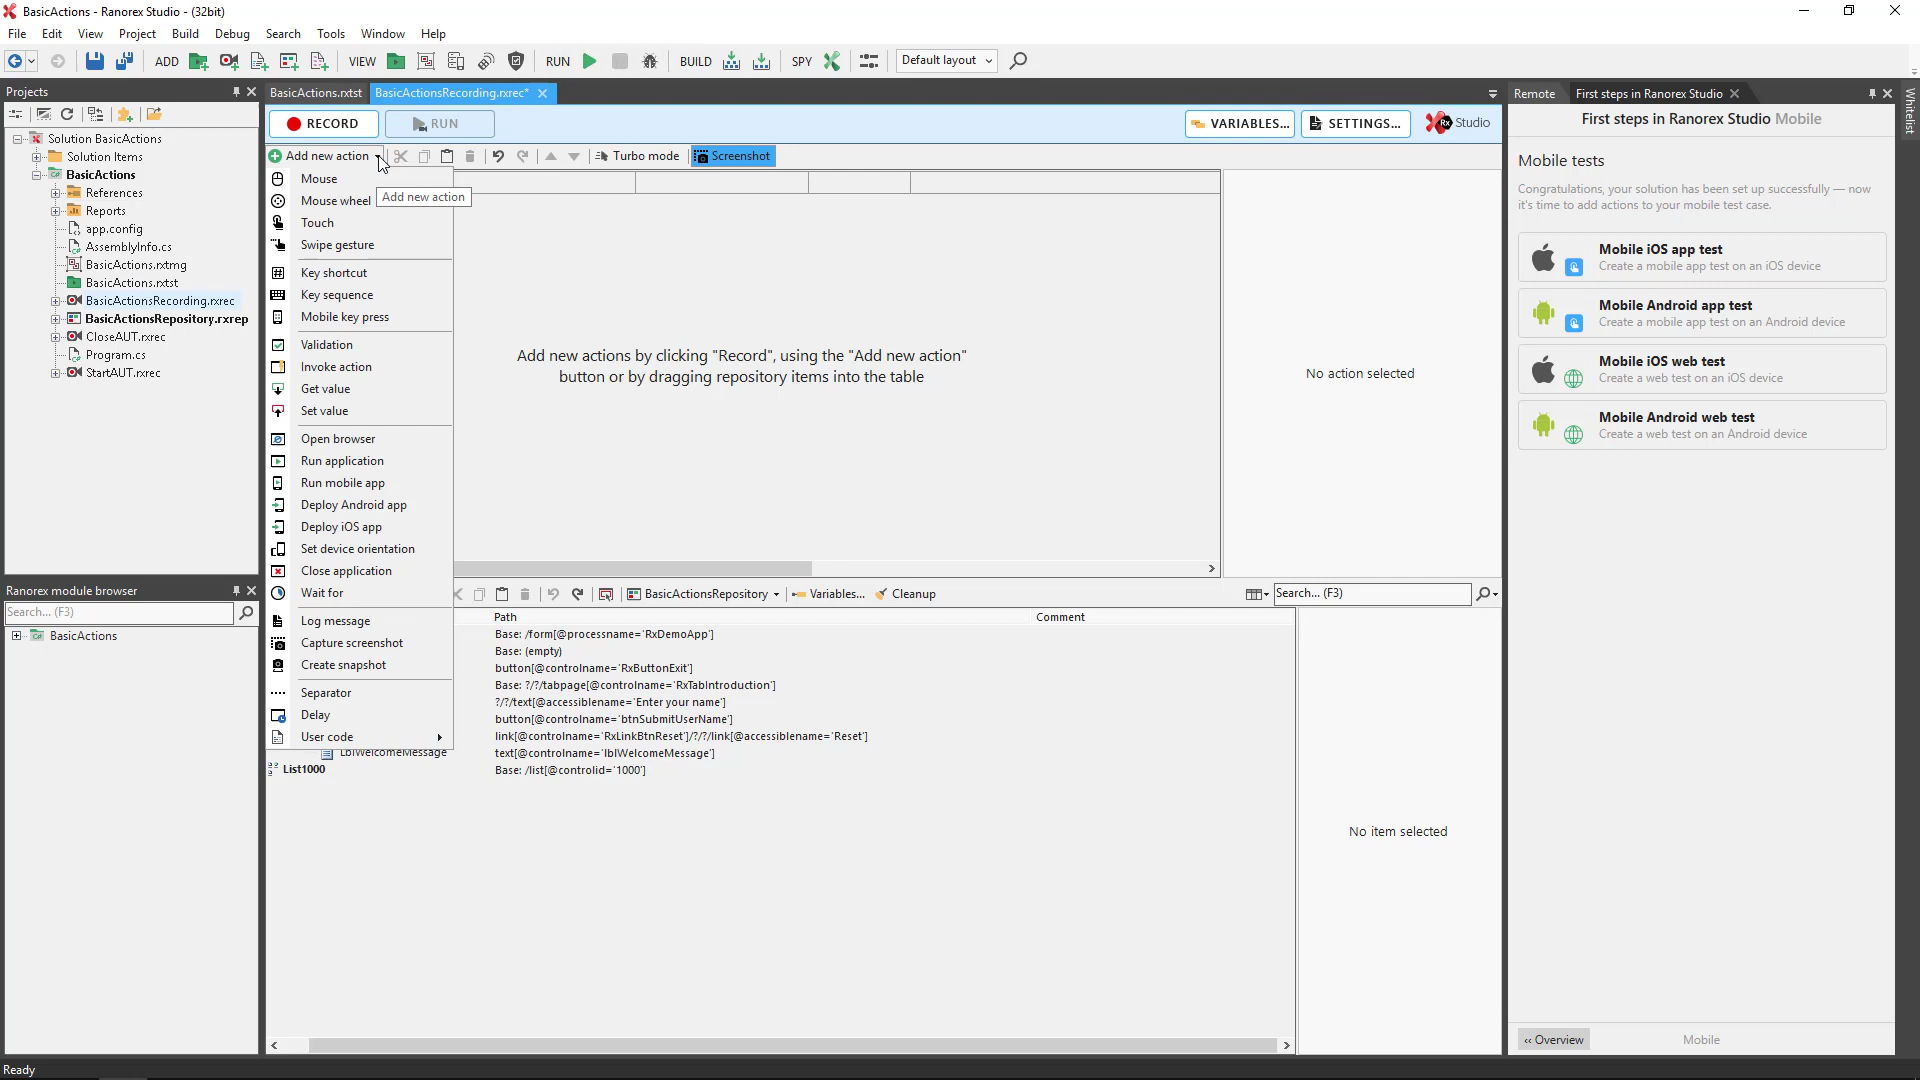 BasicActions - Ranorex Studio - (32bit)
File Edit View Project Build Debug Search Tools Window Help
ADD VIEW RUN BUILD SPY Default layout
Projects
Solution BasicActions
Solution Items
BasicActions
References
Reports
app.config
AssemblyInfo.cs
BasicActions.rxtmg
BasicActions.rxtst
BasicActionsRecording.rxrec
BasicActionsRepository.rxrep
CloseAUT.rxrec
Program.cs
StartAUT.rxrec
Ranorex module browser
Search... (F3)
BasicActions
BasicActions.rxtst BasicActionsRecording.rxrec*
RECORD RUN VARIABLES... SETTINGS... Rx Studio
Add new action Turbo mode Screenshot
Mouse
Mouse wheel
Add new action
Touch
Swipe gesture
Key shortcut
Key sequence
Mobile key press
Validation
Invoke action
Get value
Set value
Open browser
Run application
Run mobile app
Deploy Android app
Deploy iOS app
Set device orientation
Close application
Wait for
Log message
Capture screenshot
Create snapshot
Separator
Delay
User code
Add new actions by clicking "Record", using the "Add new action"
button or by dragging repository items into the table
No action selected
BasicActionsRepository Variables... Cleanup Search... (F3)
Path Comment
Base: /form[@processname='RxDemoApp']
Base: (empty)
button[@controlname='RxButtonExit']
Base: ?/?/tabpage[@controlname='RxTabIntroduction']
?/?/text[@accessiblename='Enter your name']
button[@controlname='btnSubmitUserName']
link[@controlname='RxLinkBtnReset']/?/?/link[@accessiblename='Reset']
LblWelcomeMessage text[@controlname='lblWelcomeMessage']
List1000 Base: /list[@controlid='1000']
No item selected
Remote First steps in Ranorex Studio
First steps in Ranorex Studio Mobile
Mobile tests
Congratulations, your solution has been set up successfully — now
it's time to add actions to your mobile test case.
Mobile iOS app test
Create a mobile app test on an iOS device
Mobile Android app test
Create a mobile app test on an Android device
Mobile iOS web test
Create a web test on an iOS device
Mobile Android web test
Create a web test on an Android device
‹‹ Overview Mobile
Whitelist
Ready